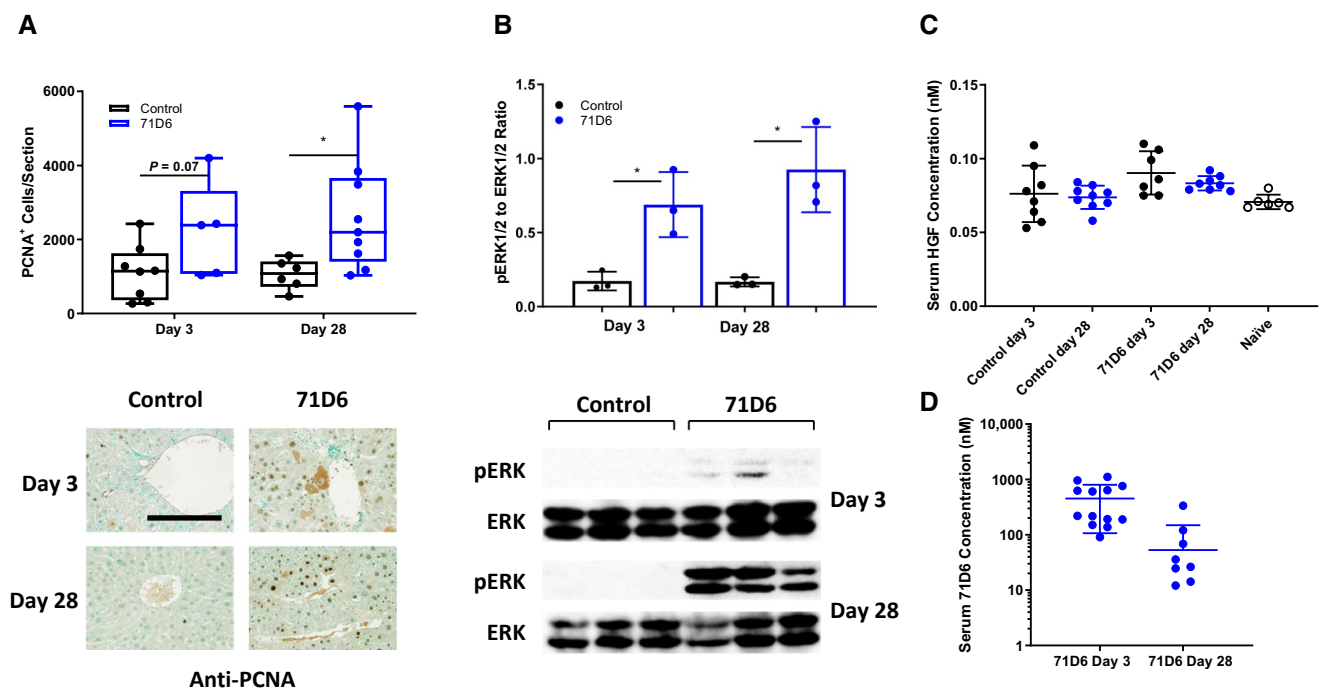 A
PCNA⁺ Cells/Section
6000
4000
2000
0
Control
71D6
P = 0.07
*
Day 3
Day 28
Control
71D6
Day 3
Day 28
Anti-PCNA
B
pERK1/2 to ERK1/2 Ratio
1.5
1.0
0.5
0.0
Control
71D6
*
*
Day 3
Day 28
Control
71D6
pERK
ERK
Day 3
pERK
ERK
Day 28
C
Serum HGF Concentration (nM)
0.15
0.10
0.05
0.00
Control day 3
Control day 28
71D6 day 3
71D6 day 28
Naïve
D
Serum 71D6 Concentration (nM)
10,000
1000
100
10
1
71D6 Day 3
71D6 Day 28